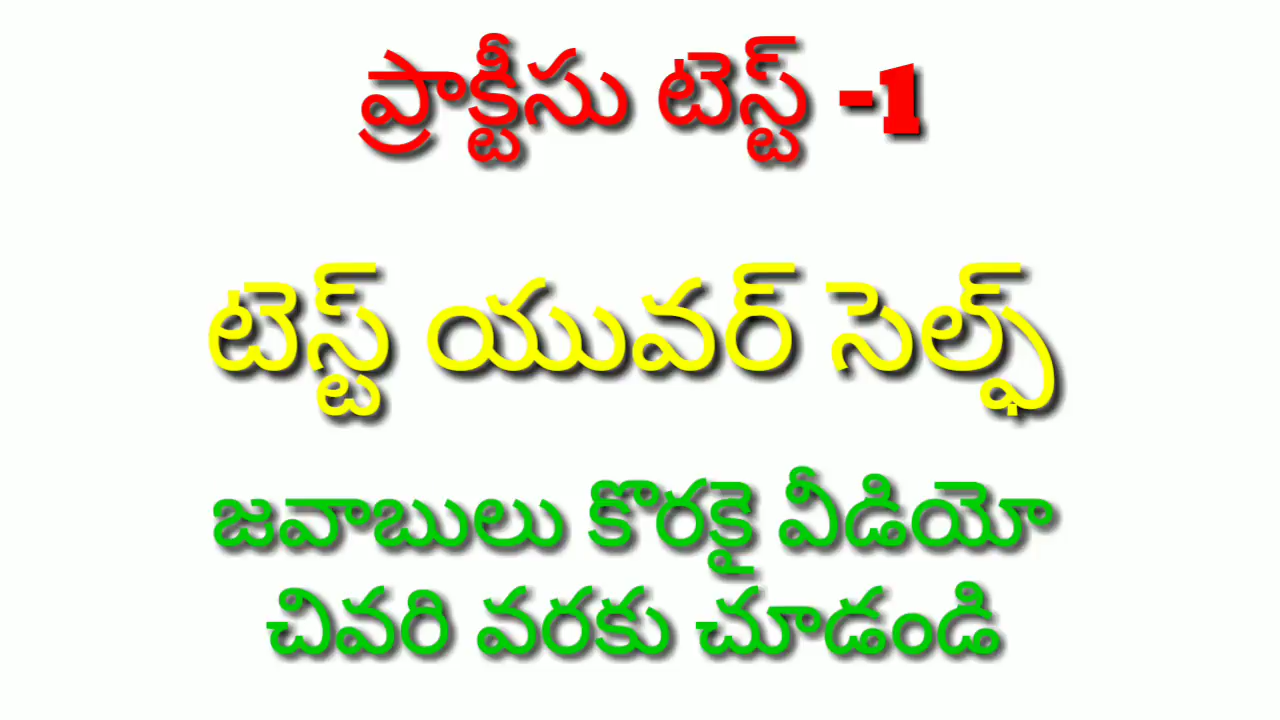 ప్రాక్టీసు టెస్ట్ -1
టెస్ట్ యువర్ సెల్ఫ్
జవాబులు కొరకై వీడియో
చివరి వరకు చూడండి